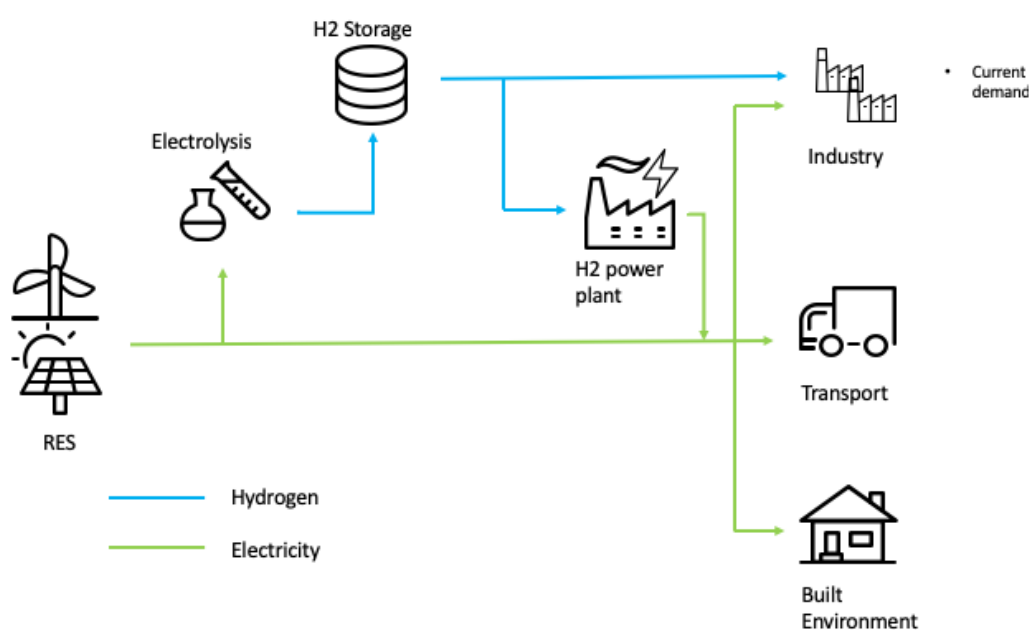 H2 Storage
Electrolysis
• Current
demand
Industry
H2 power
plant
Transport
RES
Hydrogen
Electricity
Built
Environment